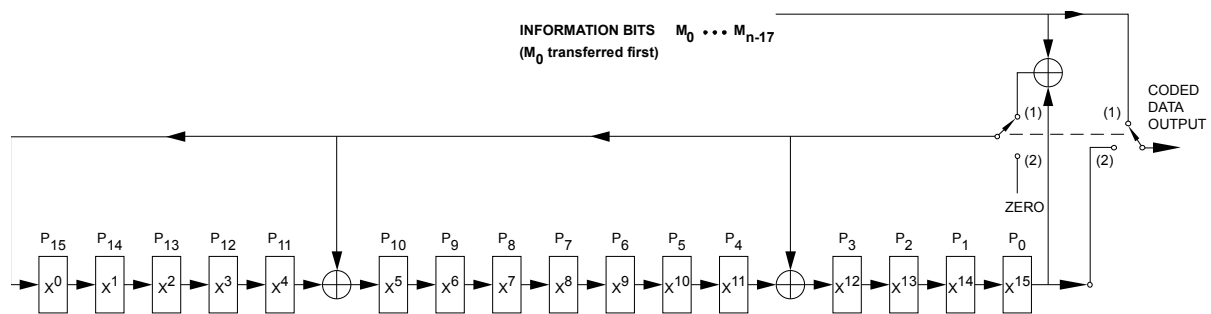 INFORMATION BITS M0 • • • Mn-17
(M0 transferred first)
CODED
DATA
OUTPUT
(1) (1)
(2) (2)
ZERO
P15 P14 P13 P12 P11 P10 P9 P8 P7 P6 P5 P4 P3 P2 P1 P0
X0 X1 X2 X3 X4 X5 X6 X7 X8 X9 X10 X11 X12 X13 X14 X15